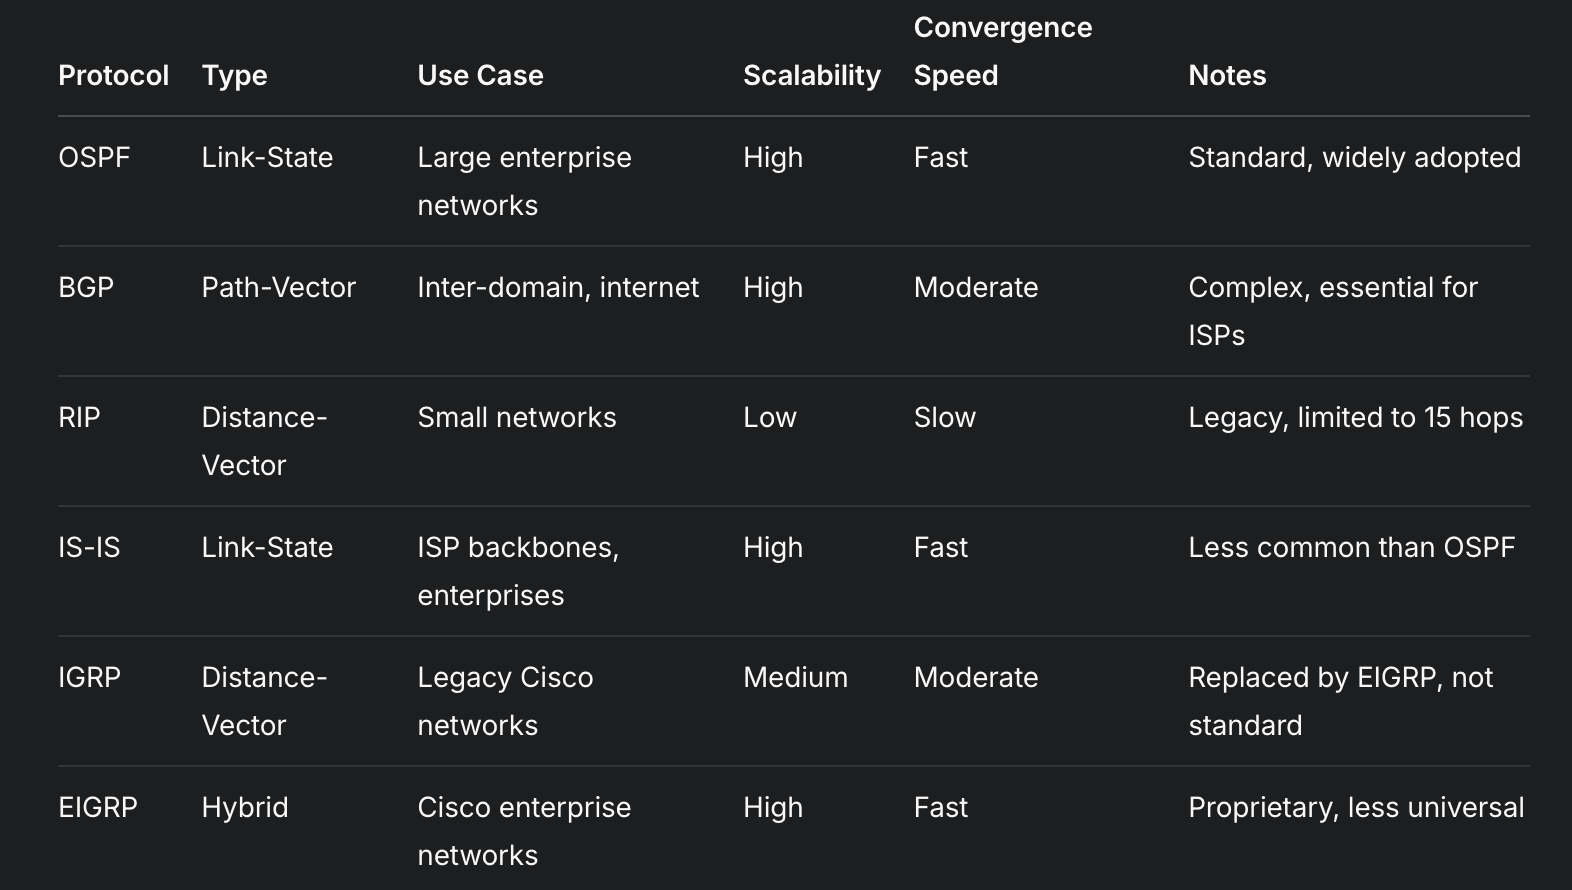 Protocol Type Use Case Scalability Convergence Speed Notes
OSPF Link-State Large enterprise networks High Fast Standard, widely adopted
BGP Path-Vector Inter-domain, internet High Moderate Complex, essential for ISPs
RIP Distance-Vector Small networks Low Slow Legacy, limited to 15 hops
IS-IS Link-State ISP backbones, enterprises High Fast Less common than OSPF
IGRP Distance-Vector Legacy Cisco networks Medium Moderate Replaced by EIGRP, not standard
EIGRP Hybrid Cisco enterprise networks High Fast Proprietary, less universal